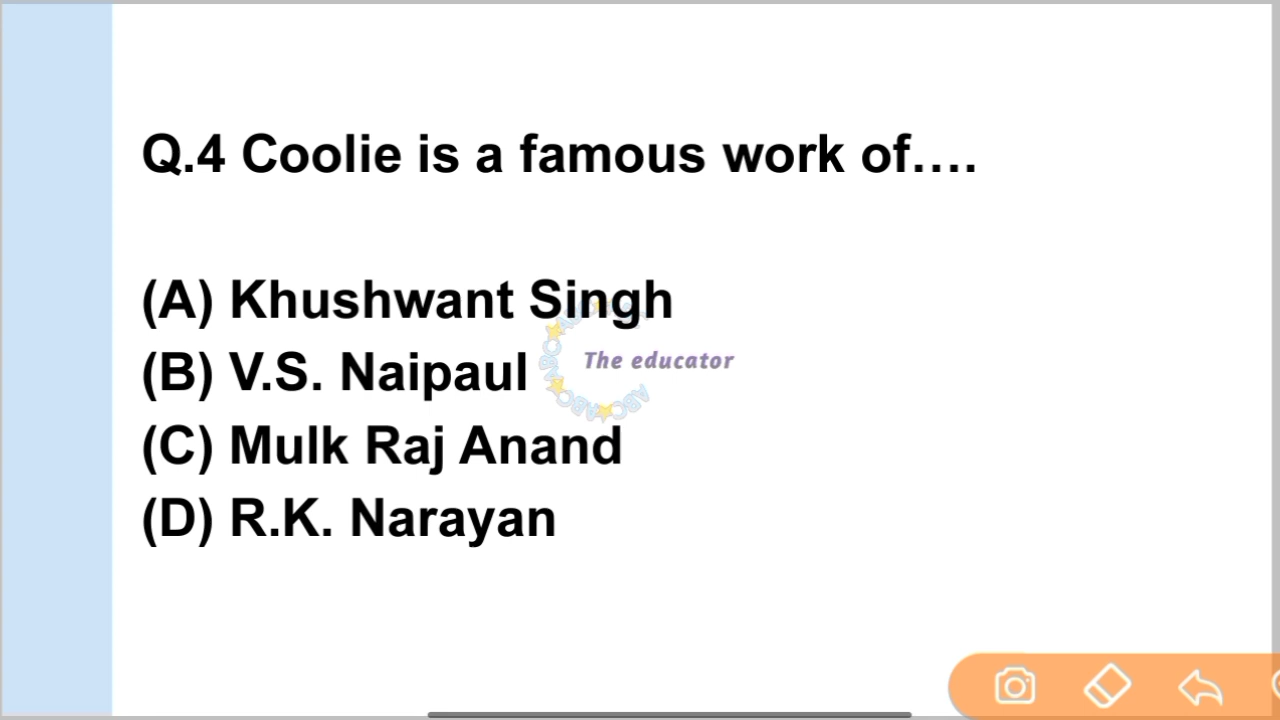 Q.4 Coolie is a famous work of....
(A) Khushwant Singh
(B) V.S. Naipaul
The educator
(C) Mulk Raj Anand
(D) R.K. Narayan